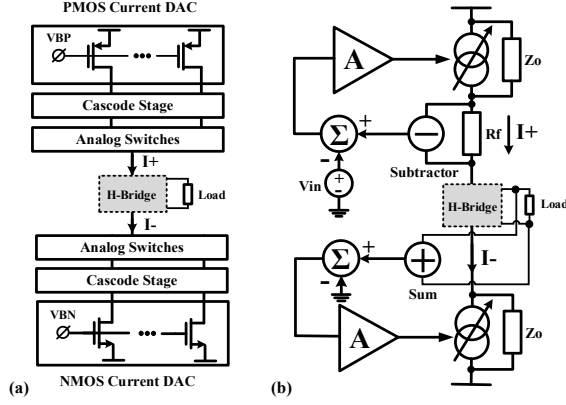 PMOS Current DAC
VBP
Cascode Stage
Analog Switches
I+
H-Bridge
Load
I-
Analog Switches
Cascode Stage
VBN
(a)
NMOS Current DAC
(b)
A
Zo
Σ
+
-
−
Rf
I+
Subtractor
Vin
+
-
H-Bridge
Load
Σ
+
-
+
I-
Sum
A
Zo